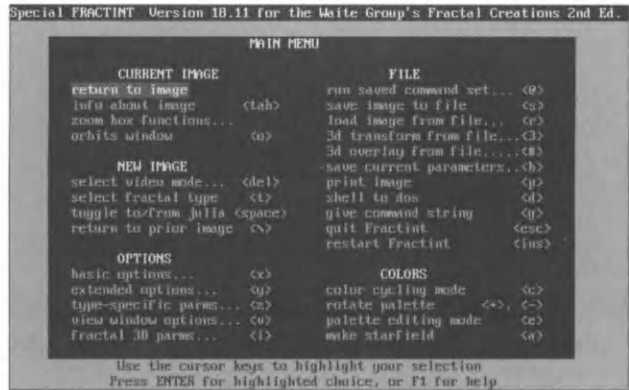 Special FRACTINT Version 18.11 for the Waite Group's Fractal Creations 2nd Ed.
MAIN MENU
CURRENT IMAGE
return to image
info about image <tab>
zoom box functions...
orbits window <o>
NEW IMAGE
select video mode... <del>
select fractal type <t>
toggle to/from julia <space>
return to prior image <\>
OPTIONS
basic options... <x>
extended options... <y>
type-specific parms... <z>
view window options... <v>
fractal 3D parms... <i>
FILE
run saved command set... <@>
save image to file <s>
load image from file... <r>
3d transform from file...<3>
3d overlay from file.....<#>
save current parameters..<b>
print image <p>
shell to dos <d>
give command string <g>
quit Fractint <esc>
restart Fractint <ins>
COLORS
color cycling mode <c>
rotate palette <+>, <->
palette editing mode <e>
make starfield <a>
Use the cursor keys to highlight your selection
Press ENTER for highlighted choice, or F1 for help